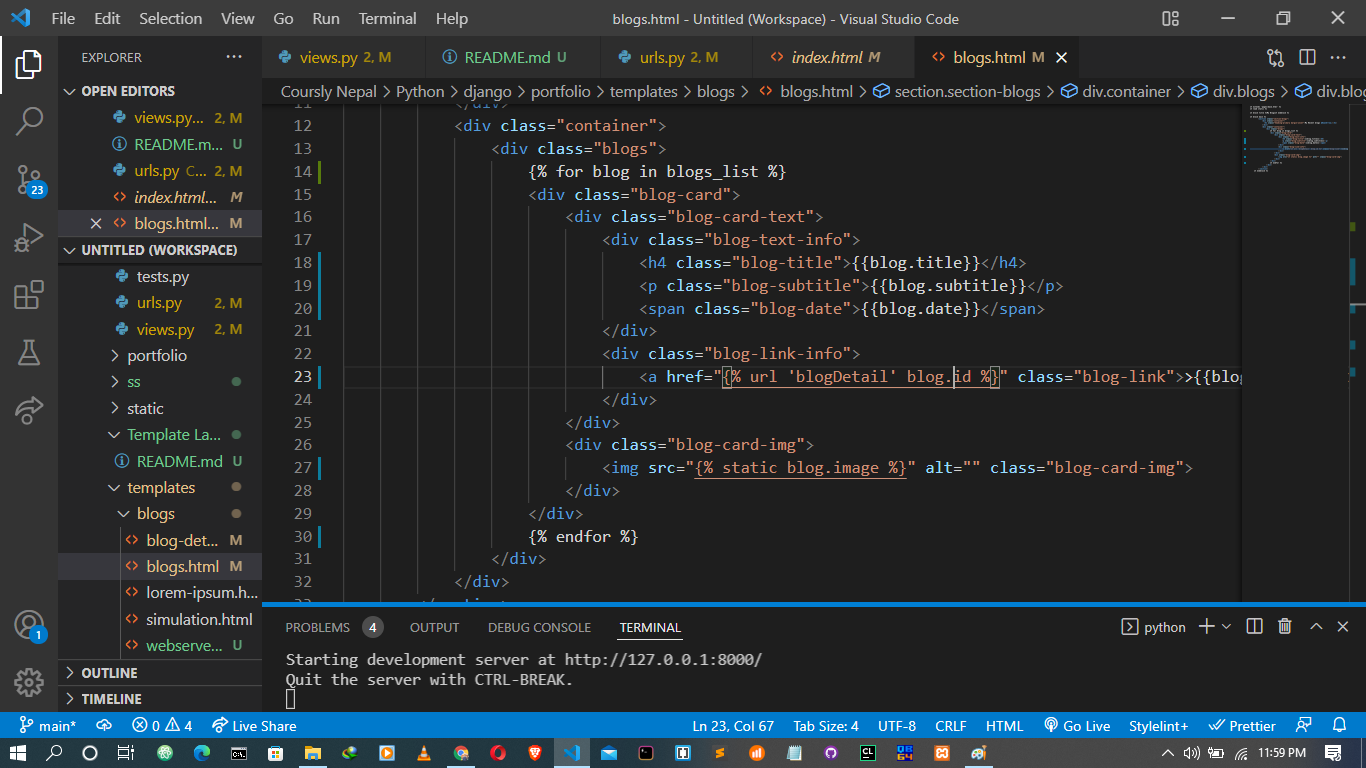 File Edit Selection View Go Run Terminal Help
blogs.html - Untitled (Workspace) - Visual Studio Code
EXPLORER
OPEN EDITORS
views.py... 2, M
README.m... U
urls.py C... 2, M
index.html... M
blogs.html... M
UNTITLED (WORKSPACE)
tests.py
urls.py 2, M
views.py 2, M
portfolio
ss
static
Template La...
README.md U
templates
blogs
blog-det... M
blogs.html M
lorem-ipsum.h...
simulation.html
webserve... U
OUTLINE
TIMELINE
23
1
views.py 2, M
README.md U
urls.py 2, M
index.html M
blogs.html M
Coursly Nepal > Python > django > portfolio > templates > blogs > blogs.html > section.section-blogs > div.container > div.blogs > div.blog
11 </div>
12 <div class="container">
13 <div class="blogs">
14 {% for blog in blogs_list %}
15 <div class="blog-card">
16 <div class="blog-card-text">
17 <div class="blog-text-info">
18 <h4 class="blog-title">{{blog.title}}</h4>
19 <p class="blog-subtitle">{{blog.subtitle}}</p>
20 <span class="blog-date">{{blog.date}}</span>
21 </div>
22 <div class="blog-link-info">
23 <a href="{% url 'blogDetail' blog.id %}" class="blog-link">>{{blog
24 </div>
25 </div>
26 <div class="blog-card-img">
27 <img src="{% static blog.image %}" alt="" class="blog-card-img">
28 </div>
29 </div>
30 {% endfor %}
31 </div>
32 </div>
PROBLEMS 4 OUTPUT DEBUG CONSOLE TERMINAL
python
Starting development server at http://127.0.0.1:8000/
Quit the server with CTRL-BREAK.
main* 0 4 Live Share
Ln 23, Col 67 Tab Size: 4 UTF-8 CRLF HTML Go Live Stylelint+ Prettier
CL
11:59 PM